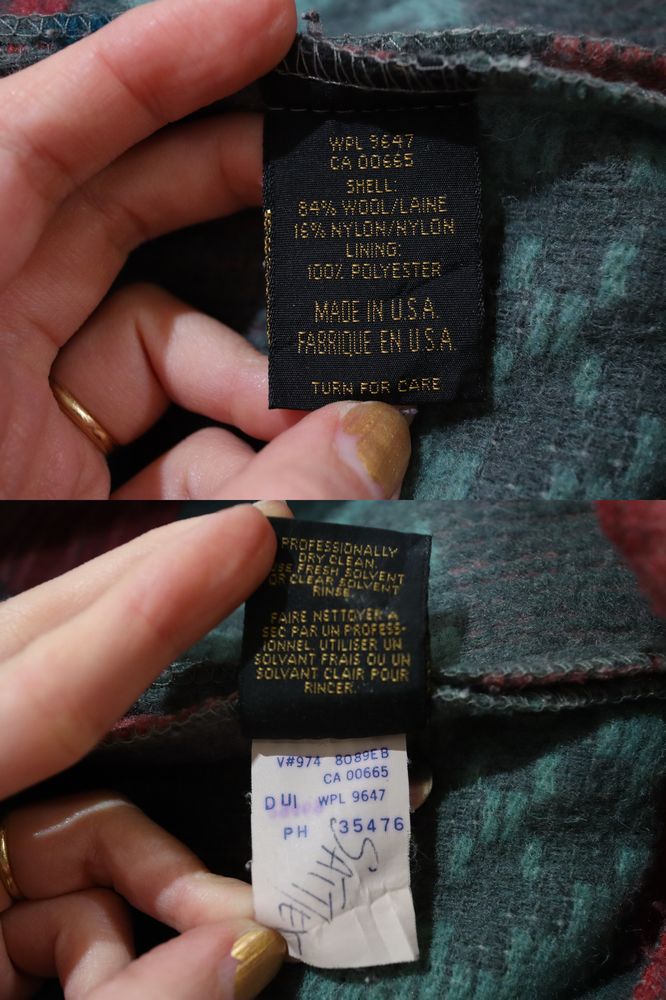 WPL 9647
CA 00665
SHELL:
84% WOOL/LAINE
16% NYLON/NYLON
LINING:
100% POLYESTER
MADE IN U.S.A.
FABRIQUE EN U.S.A.
TURN FOR CARE
PROFESSIONALLY
DRY CLEAN.
USE FRESH SOLVENT
OR CLEAR SOLVENT
RINSE
FAIRE NETTOYER A
SEC PAR UN PROFESS-
IONNEL. UTILISER UN
SOLVANT FRAIS OU UN
SOLVANT CLAIR POUR
RINCER.
V#974 8089EB
CA 00665
DUI WPL 9647
PH 35476